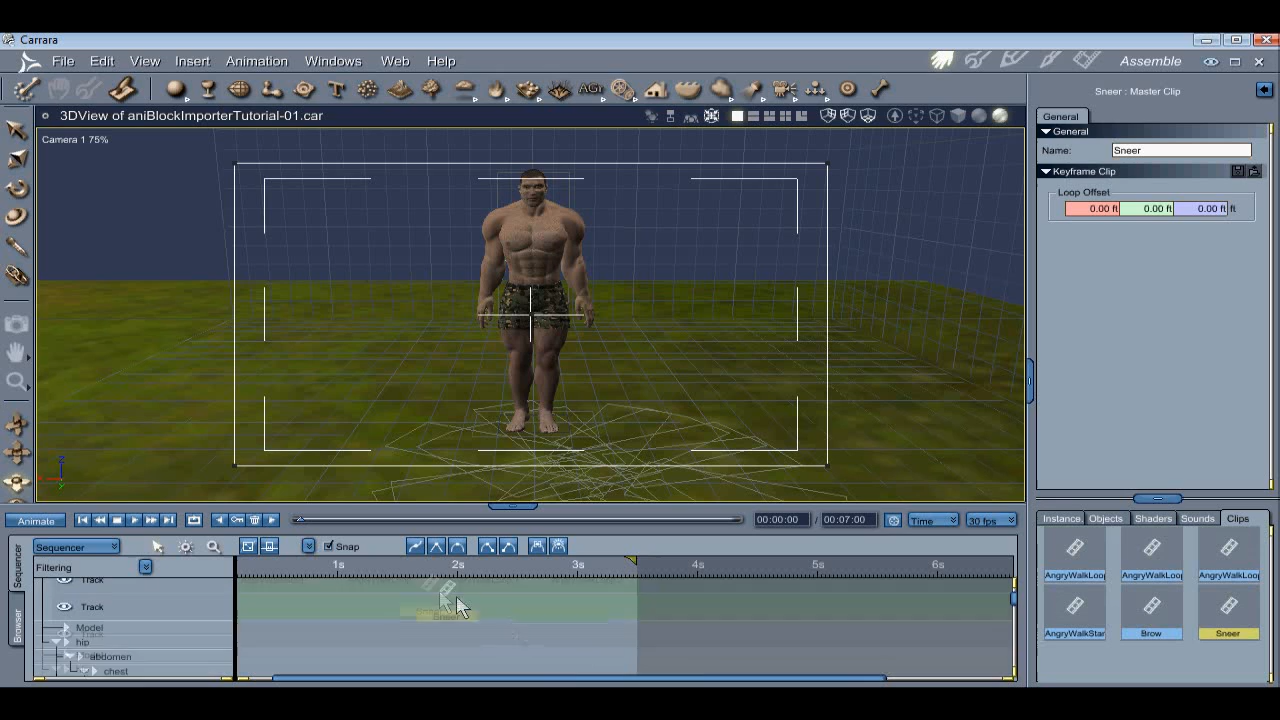 Carrara
File Edit View Insert Animation Windows Web Help
Assemble
AGT
Sneer : Master Clip
3DView of aniBlockImporterTutorial-01.car
General
Camera 1 75%
General
Name: Sneer
Keyframe Clip
Loop Offset
0.00 ft 0.00 ft 0.00 ft ft
Z
Animate
00:00:00 / 00:07:00 Time 30 fps
Instance Objects Shaders Sounds Clips
Sequencer
Snap
Sequencer
Filtering
1s 2s 3s 4s 5s 6s
Track
Track
Model
hip
abdomen
chest
Browser
Sneer
AngryWalkLoo AngryWalkLoo AngryWalkLoo
AngryWalkStar Brow Sneer